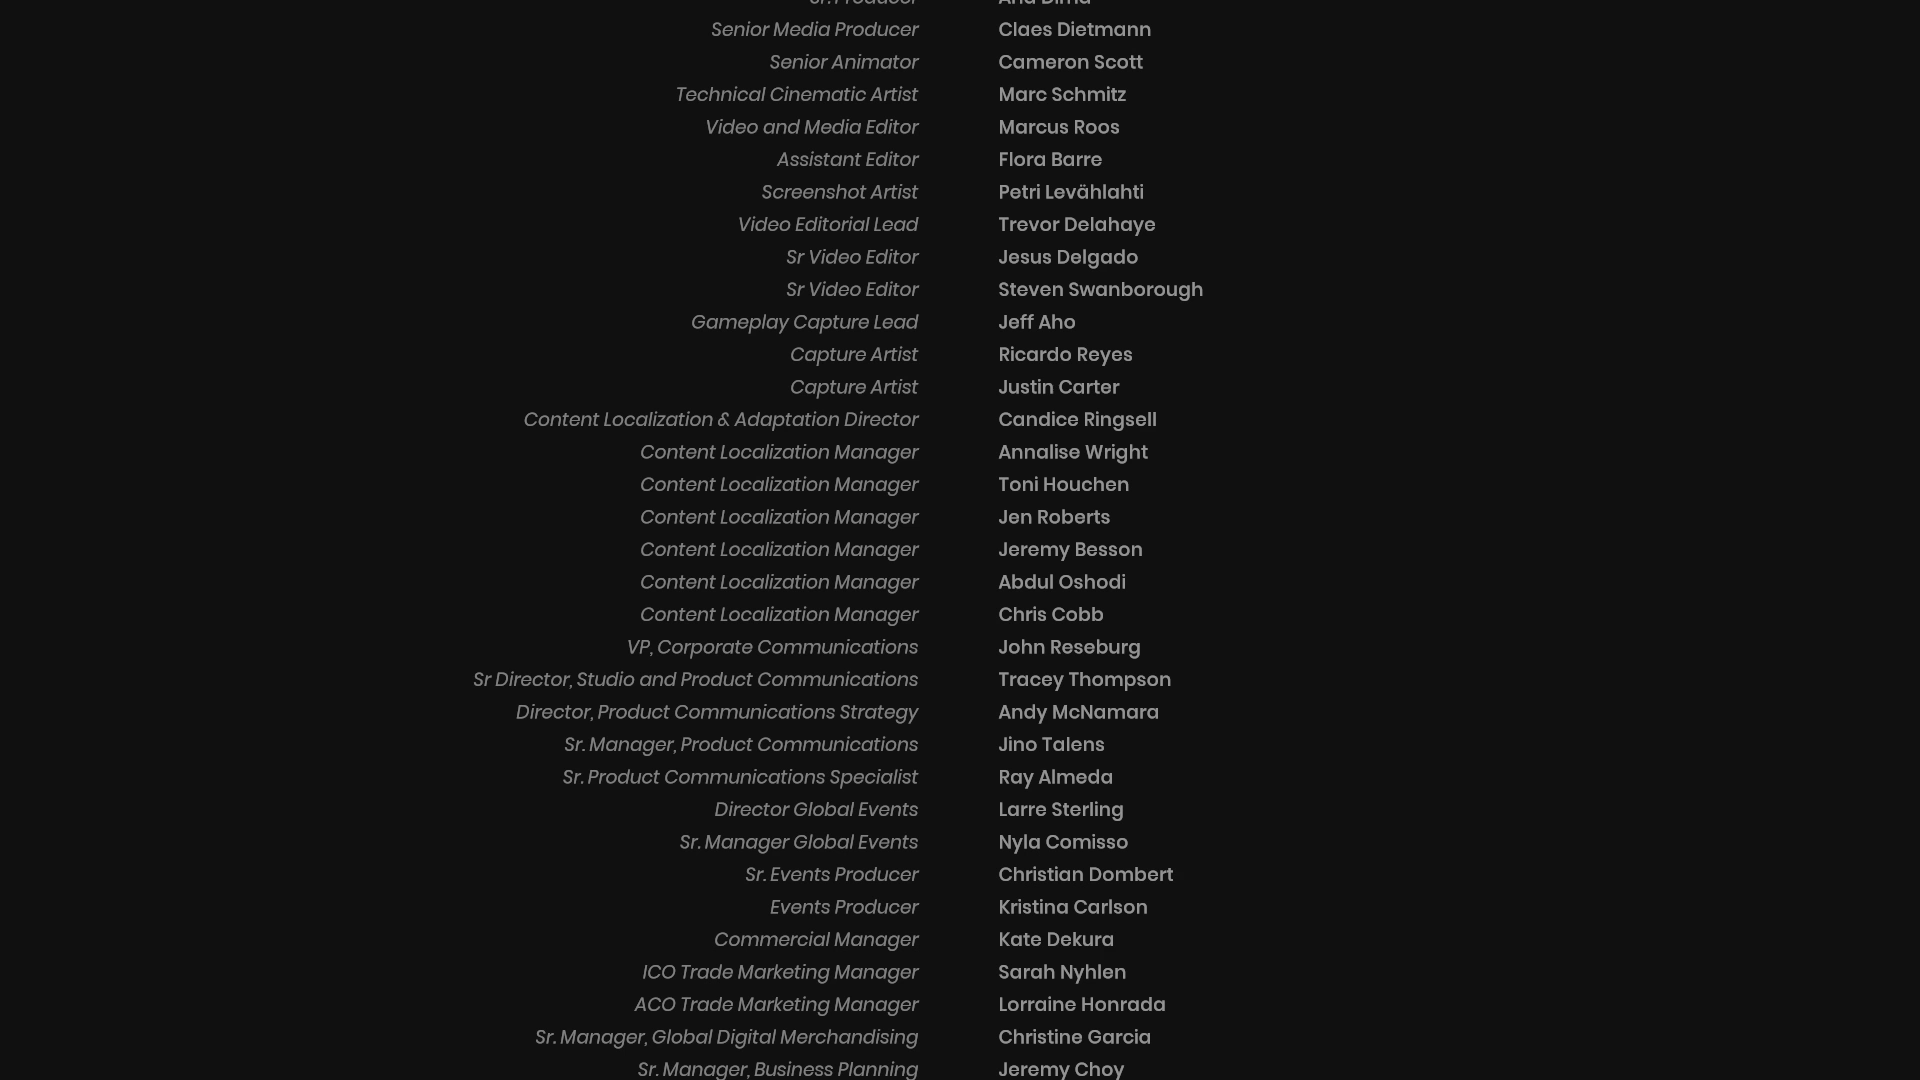 Sr. Producer Ana Dima
Senior Media Producer Claes Dietmann
Senior Animator Cameron Scott
Technical Cinematic Artist Marc Schmitz
Video and Media Editor Marcus Roos
Assistant Editor Flora Barre
Screenshot Artist Petri Levählahti
Video Editorial Lead Trevor Delahaye
Sr Video Editor Jesus Delgado
Sr Video Editor Steven Swanborough
Gameplay Capture Lead Jeff Aho
Capture Artist Ricardo Reyes
Capture Artist Justin Carter
Content Localization & Adaptation Director Candice Ringsell
Content Localization Manager Annalise Wright
Content Localization Manager Toni Houchen
Content Localization Manager Jen Roberts
Content Localization Manager Jeremy Besson
Content Localization Manager Abdul Oshodi
Content Localization Manager Chris Cobb
VP, Corporate Communications John Reseburg
Sr Director, Studio and Product Communications Tracey Thompson
Director, Product Communications Strategy Andy McNamara
Sr. Manager, Product Communications Jino Talens
Sr. Product Communications Specialist Ray Almeda
Director Global Events Larre Sterling
Sr. Manager Global Events Nyla Comisso
Sr. Events Producer Christian Dombert
Events Producer Kristina Carlson
Commercial Manager Kate Dekura
ICO Trade Marketing Manager Sarah Nyhlen
ACO Trade Marketing Manager Lorraine Honrada
Sr. Manager, Global Digital Merchandising Christine Garcia
Sr. Manager, Business Planning Jeremy Choy